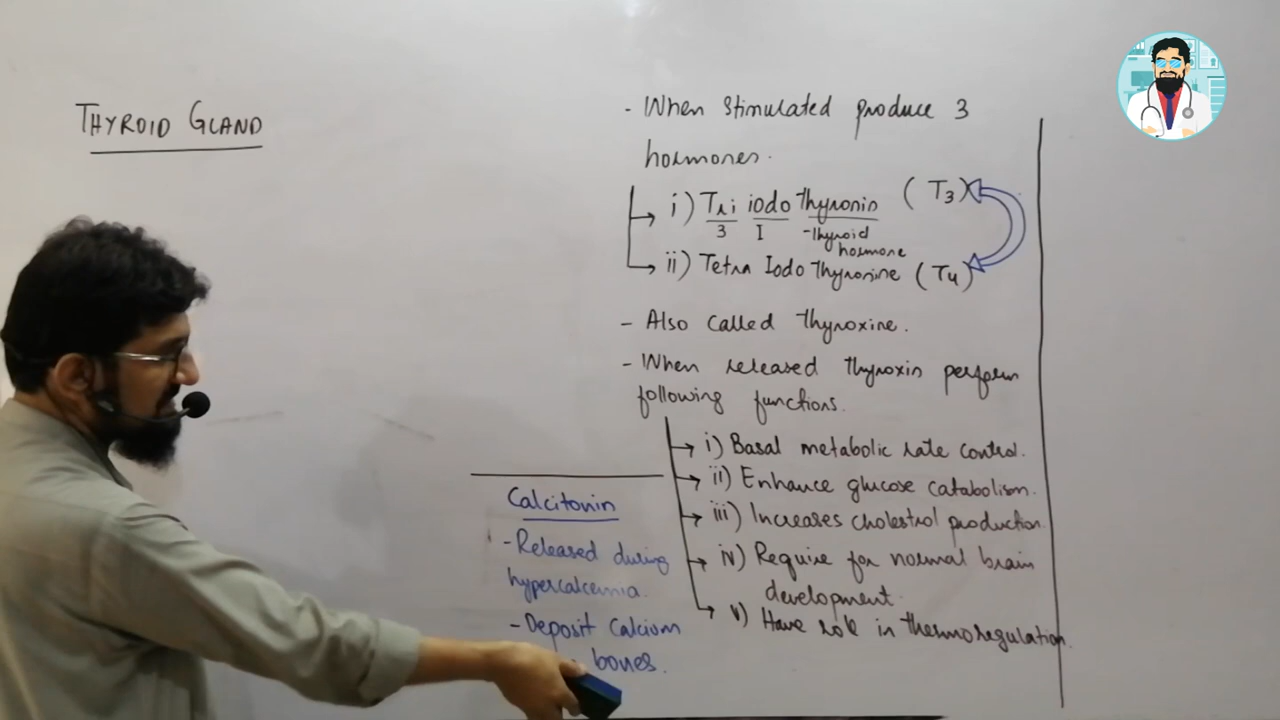 THYROID GLAND
- When Stimulated produce 3
hormones.
i) Tri iodo Thyronin (T3)
3 I -Thyroid
hormone
ii) Tetra Iodo Thyronine (T4)
- Also called Thyroxine.
- When released thyroxin perform
following functions.
i) Basal metabolic rate control.
ii) Enhance glucose catabolism.
iii) Increases cholestrol production.
iv) Require for normal brain
development.
v) Have role in thermoregulation.
Calcitonin
- Released during
hypercalcemia.
- Deposit Calcium
bones.